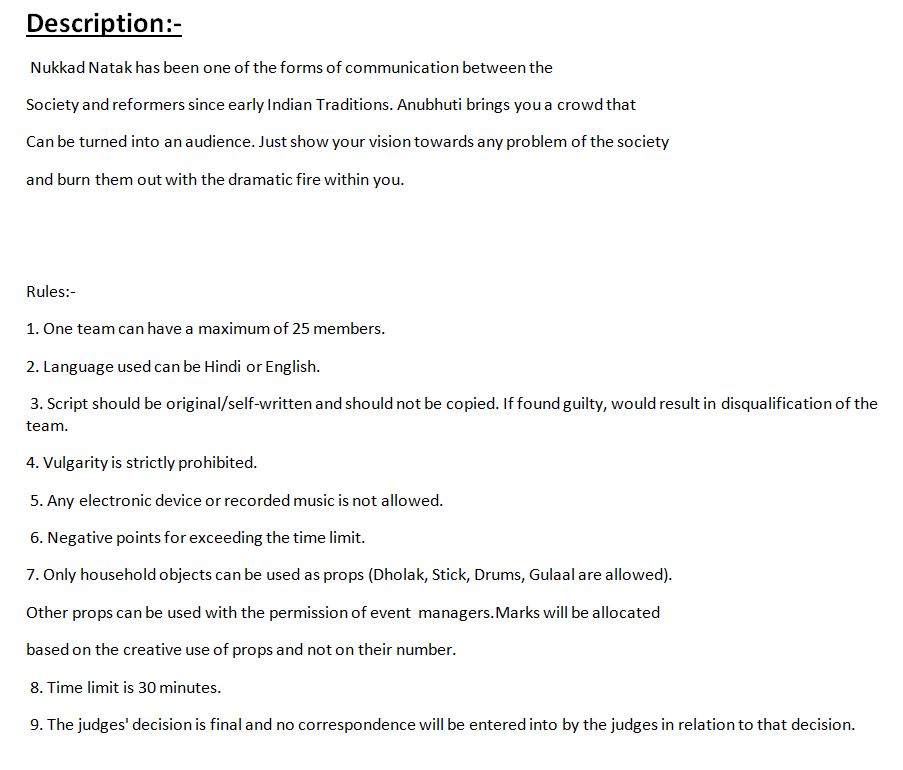 Description:-
Nukkad Natak has been one of the forms of communication between the
Society and reformers since early Indian Traditions. Anubhuti brings you a crowd that
Can be turned into an audience. Just show your vision towards any problem of the society
and burn them out with the dramatic fire within you.
Rules:-
1. One team can have a maximum of 25 members.
2. Language used can be Hindi or English.
3. Script should be original/self-written and should not be copied. If found guilty, would result in disqualification of the
team.
4. Vulgarity is strictly prohibited.
5. Any electronic device or recorded music is not allowed.
6. Negative points for exceeding the time limit.
7. Only household objects can be used as props (Dholak, Stick, Drums, Gulaal are allowed).
Other props can be used with the permission of event managers.Marks will be allocated
based on the creative use of props and not on their number.
8. Time limit is 30 minutes.
9. The judges' decision is final and no correspondence will be entered into by the judges in relation to that decision.